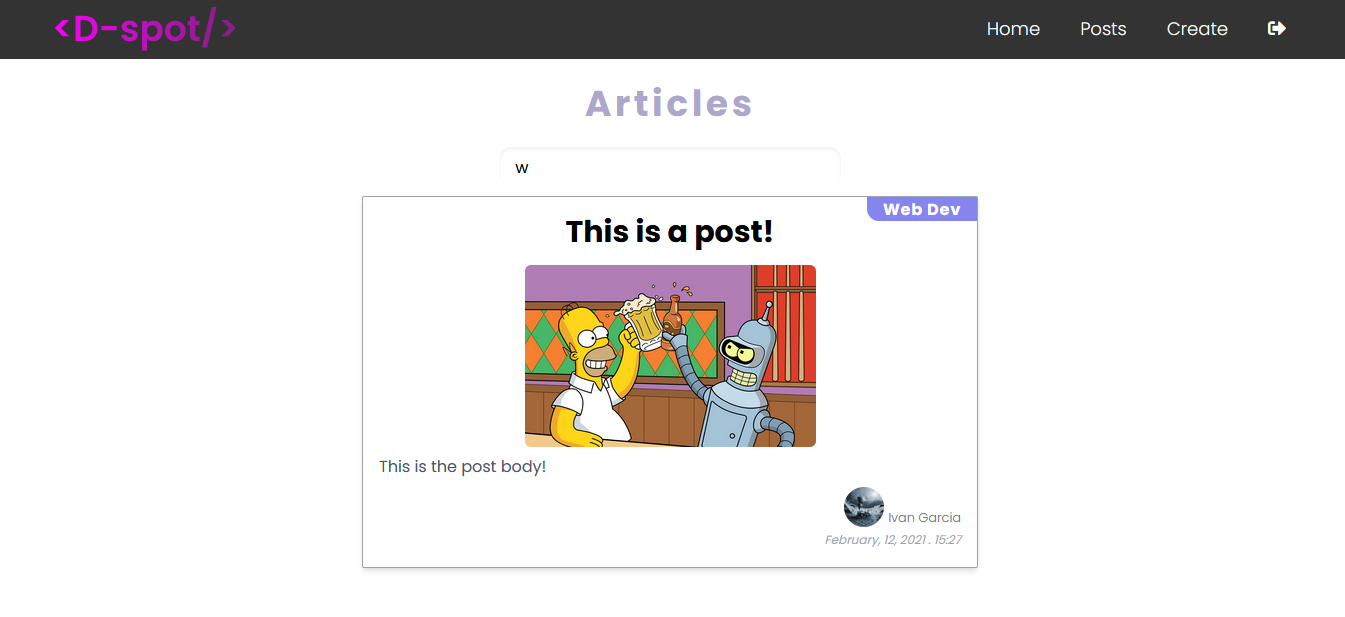 <D-spot/>
Home Posts Create
Articles
w
Web Dev
This is a post!
This is the post body!
Ivan Garcia
February, 12, 2021 . 15:27